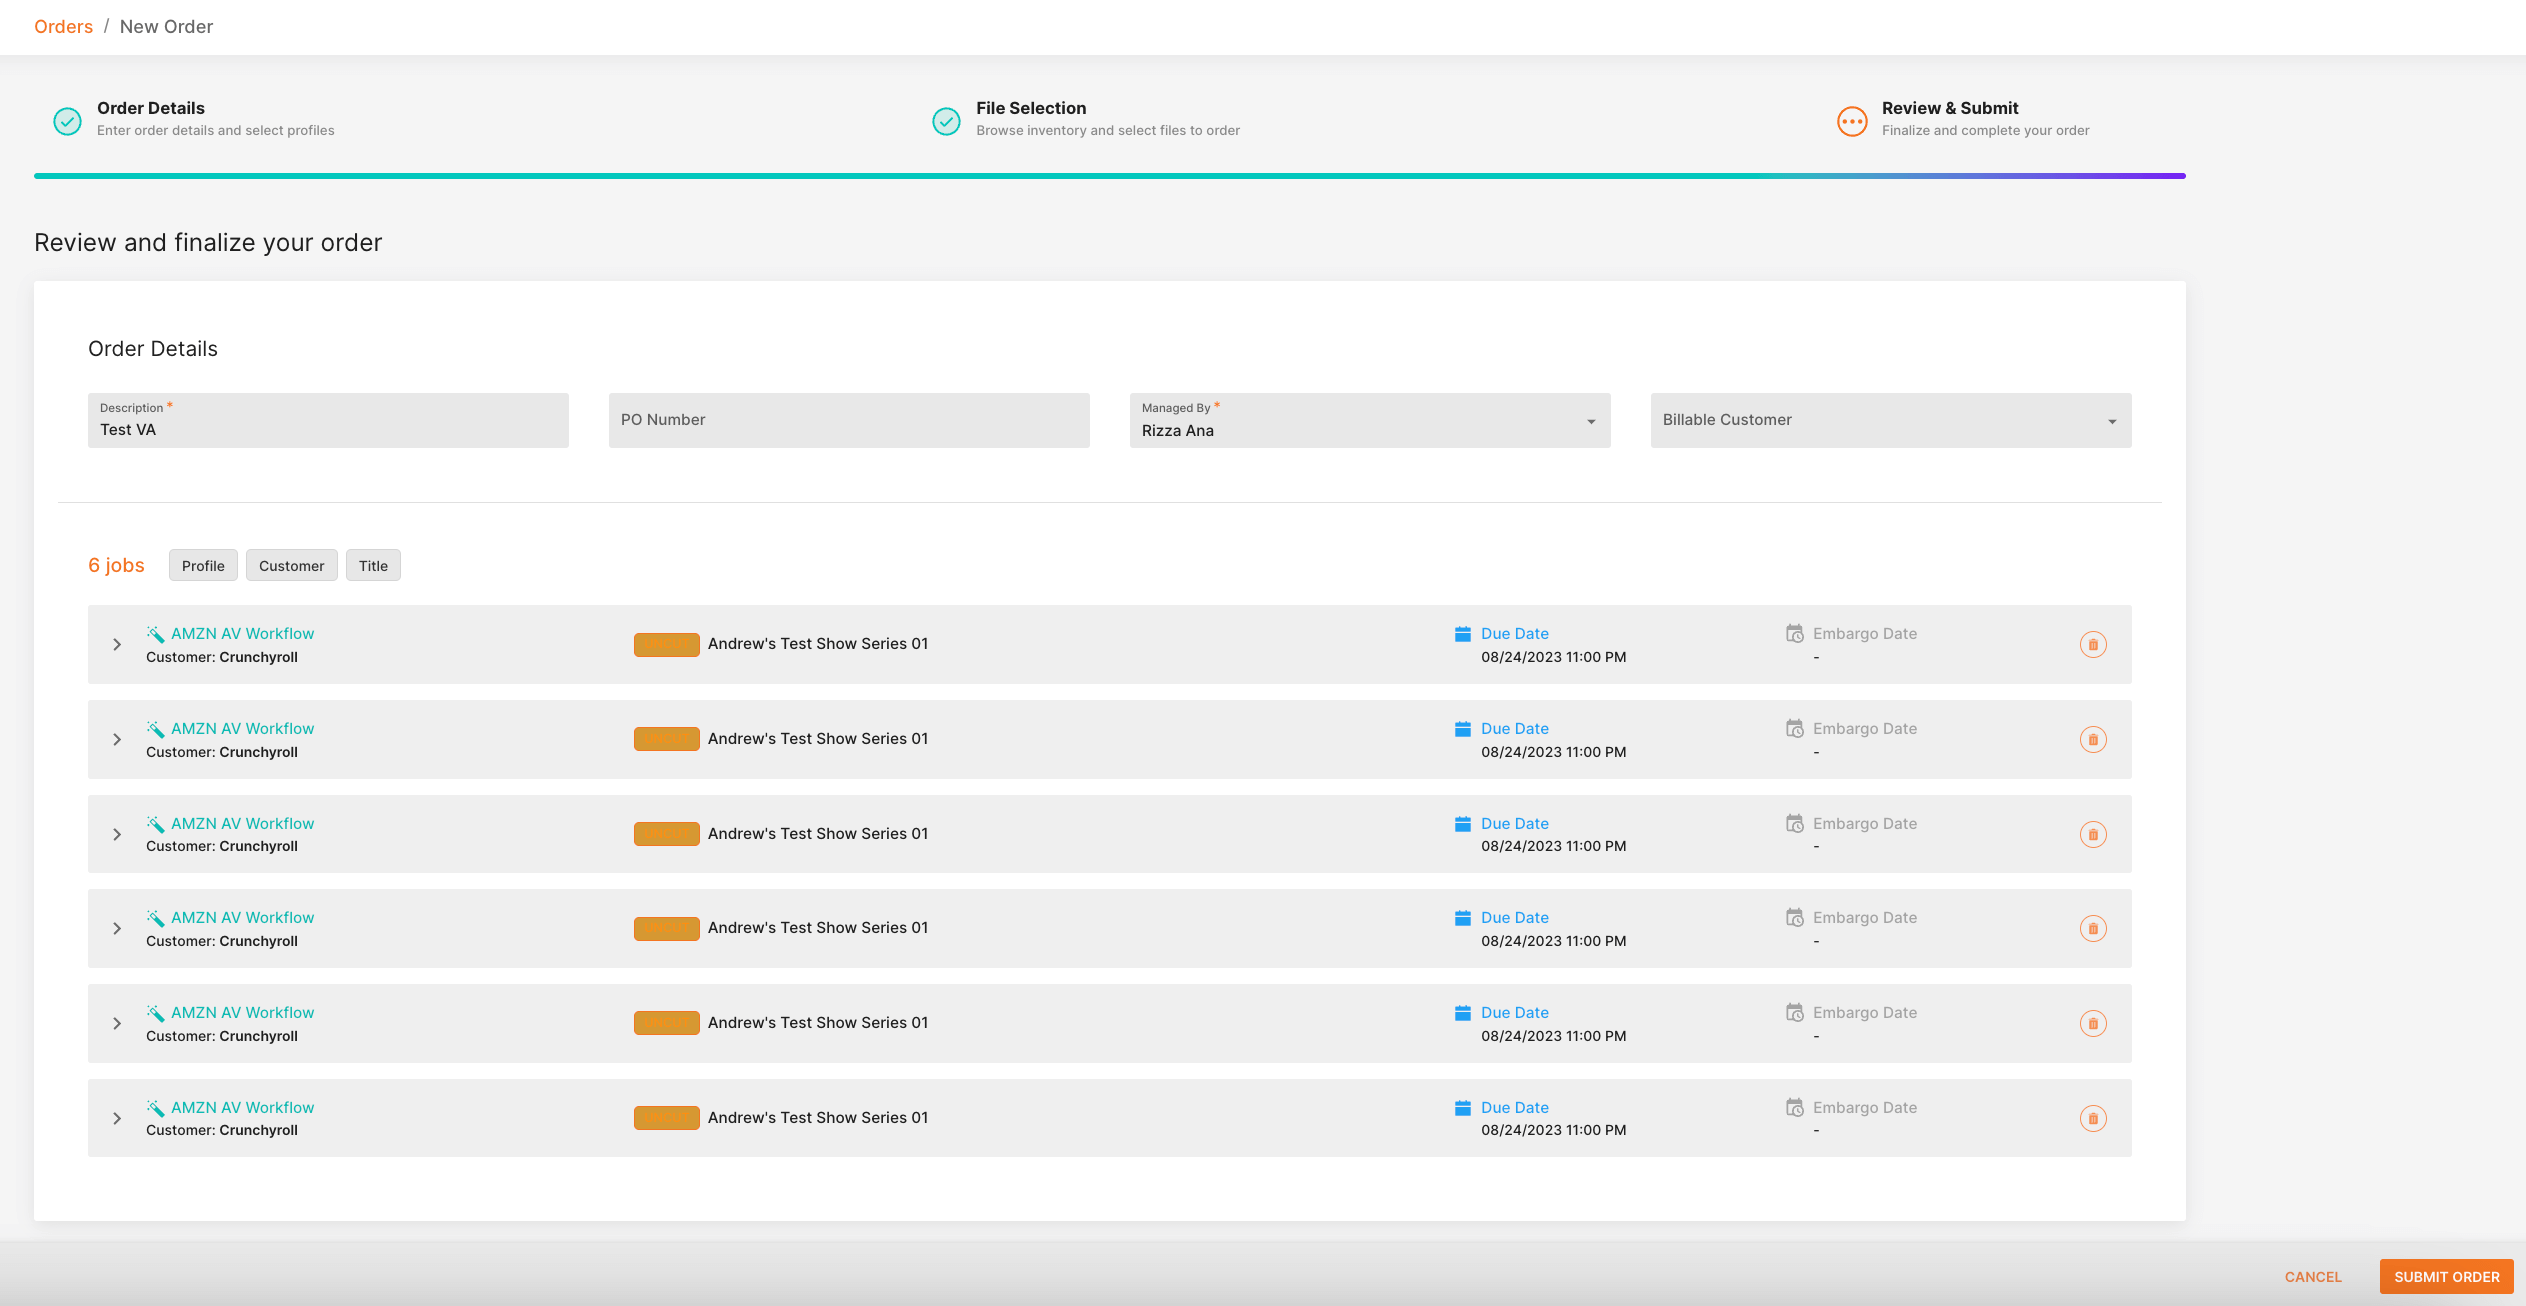 Orders / New Order
Order Details
Enter order details and select profiles
File Selection
Browse inventory and select files to order
Review & Submit
Finalize and complete your order
Review and finalize your order
Order Details
Description *
Test VA
PO Number
Managed By *
Rizza Ana
Billable Customer
6 jobs Profile Customer Title
AMZN AV Workflow
Customer: Crunchyroll
Andrew's Test Show Series 01
Due Date
08/24/2023 11:00 PM
Embargo Date
-
AMZN AV Workflow
Customer: Crunchyroll
Andrew's Test Show Series 01
Due Date
08/24/2023 11:00 PM
Embargo Date
-
AMZN AV Workflow
Customer: Crunchyroll
Andrew's Test Show Series 01
Due Date
08/24/2023 11:00 PM
Embargo Date
-
AMZN AV Workflow
Customer: Crunchyroll
Andrew's Test Show Series 01
Due Date
08/24/2023 11:00 PM
Embargo Date
-
AMZN AV Workflow
Customer: Crunchyroll
Andrew's Test Show Series 01
Due Date
08/24/2023 11:00 PM
Embargo Date
-
AMZN AV Workflow
Customer: Crunchyroll
Andrew's Test Show Series 01
Due Date
08/24/2023 11:00 PM
Embargo Date
-
CANCEL
SUBMIT ORDER